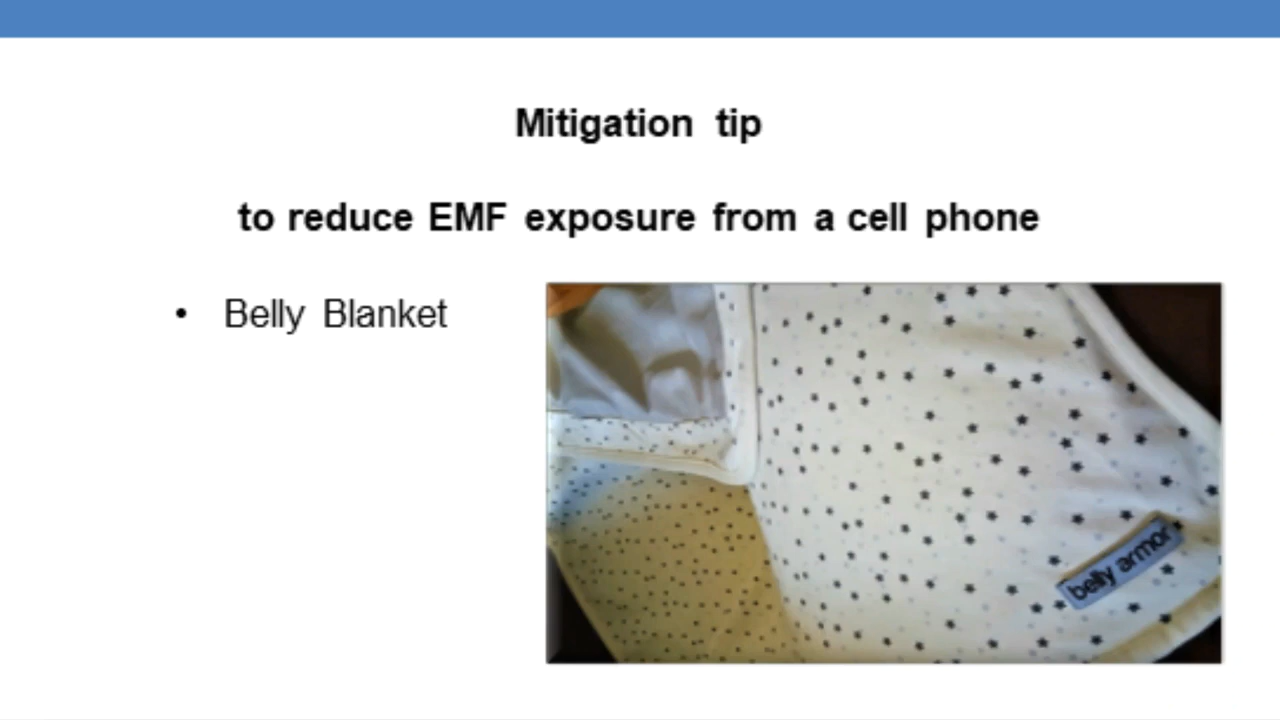 Mitigation tip
to reduce EMF exposure from a cell phone
• Belly Blanket
belly armor